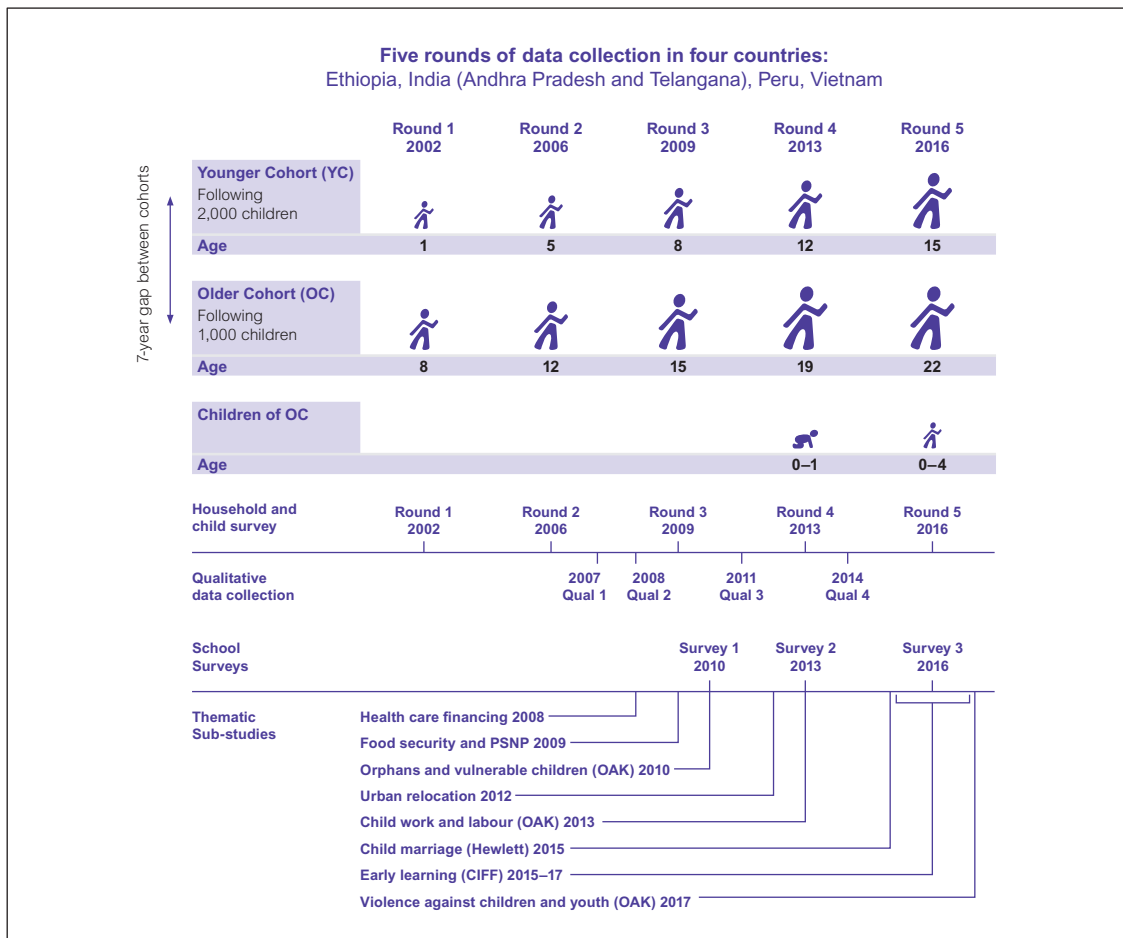 Five rounds of data collection in four countries:
Ethiopia, India (Andhra Pradesh and Telangana), Peru, Vietnam
Round 1 Round 2 Round 3 Round 4 Round 5
2002 2006 2009 2013 2016
7-year gap between cohorts
Younger Cohort (YC)
Following
2,000 children
Age 1 5 8 12 15
Older Cohort (OC)
Following
1,000 children
Age 8 12 15 19 22
Children of OC
Age 0–1 0–4
Household and
child survey
Round 1 Round 2 Round 3 Round 4 Round 5
2002 2006 2009 2013 2016
Qualitative
data collection
2007 2008 2011 2014
Qual 1 Qual 2 Qual 3 Qual 4
School
Surveys
Survey 1 Survey 2 Survey 3
2010 2013 2016
Thematic
Sub-studies
Health care financing 2008
Food security and PSNP 2009
Orphans and vulnerable children (OAK) 2010
Urban relocation 2012
Child work and labour (OAK) 2013
Child marriage (Hewlett) 2015
Early learning (CIFF) 2015–17
Violence against children and youth (OAK) 2017